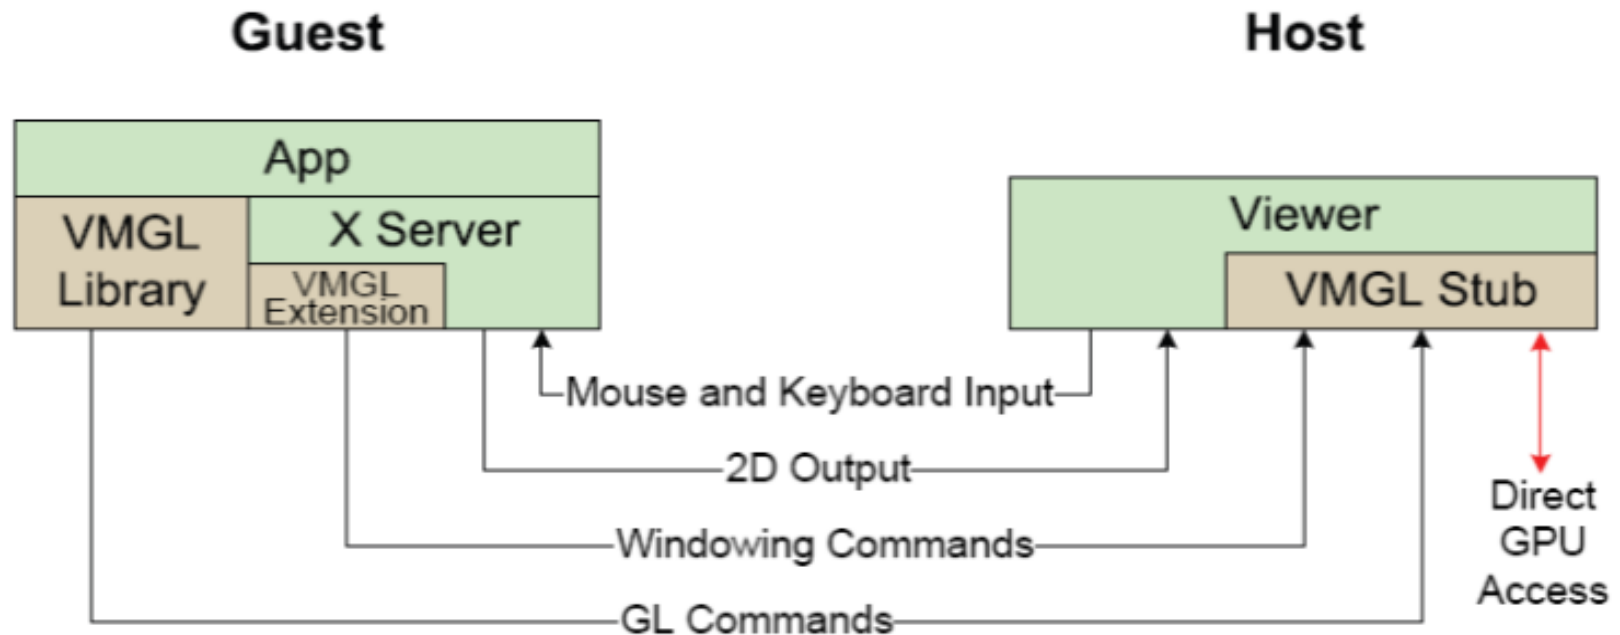 Guest
Host
App
VMGL
Library
X Server
VMGL
Extension
Viewer
VMGL Stub
Mouse and Keyboard Input
2D Output
Windowing Commands
GL Commands
Direct
GPU
Access